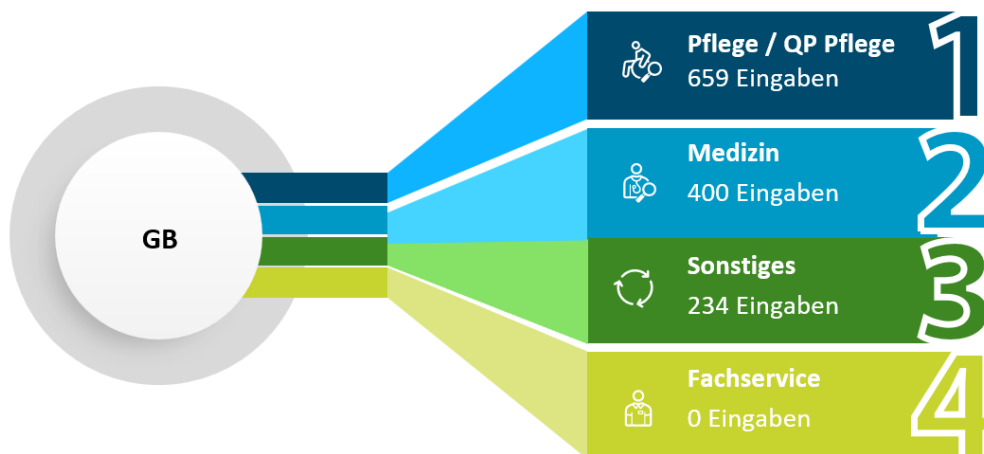 GB
Pflege / QP Pflege
659 Eingaben
1
Medizin
400 Eingaben
2
Sonstiges
234 Eingaben
3
Fachservice
0 Eingaben
4